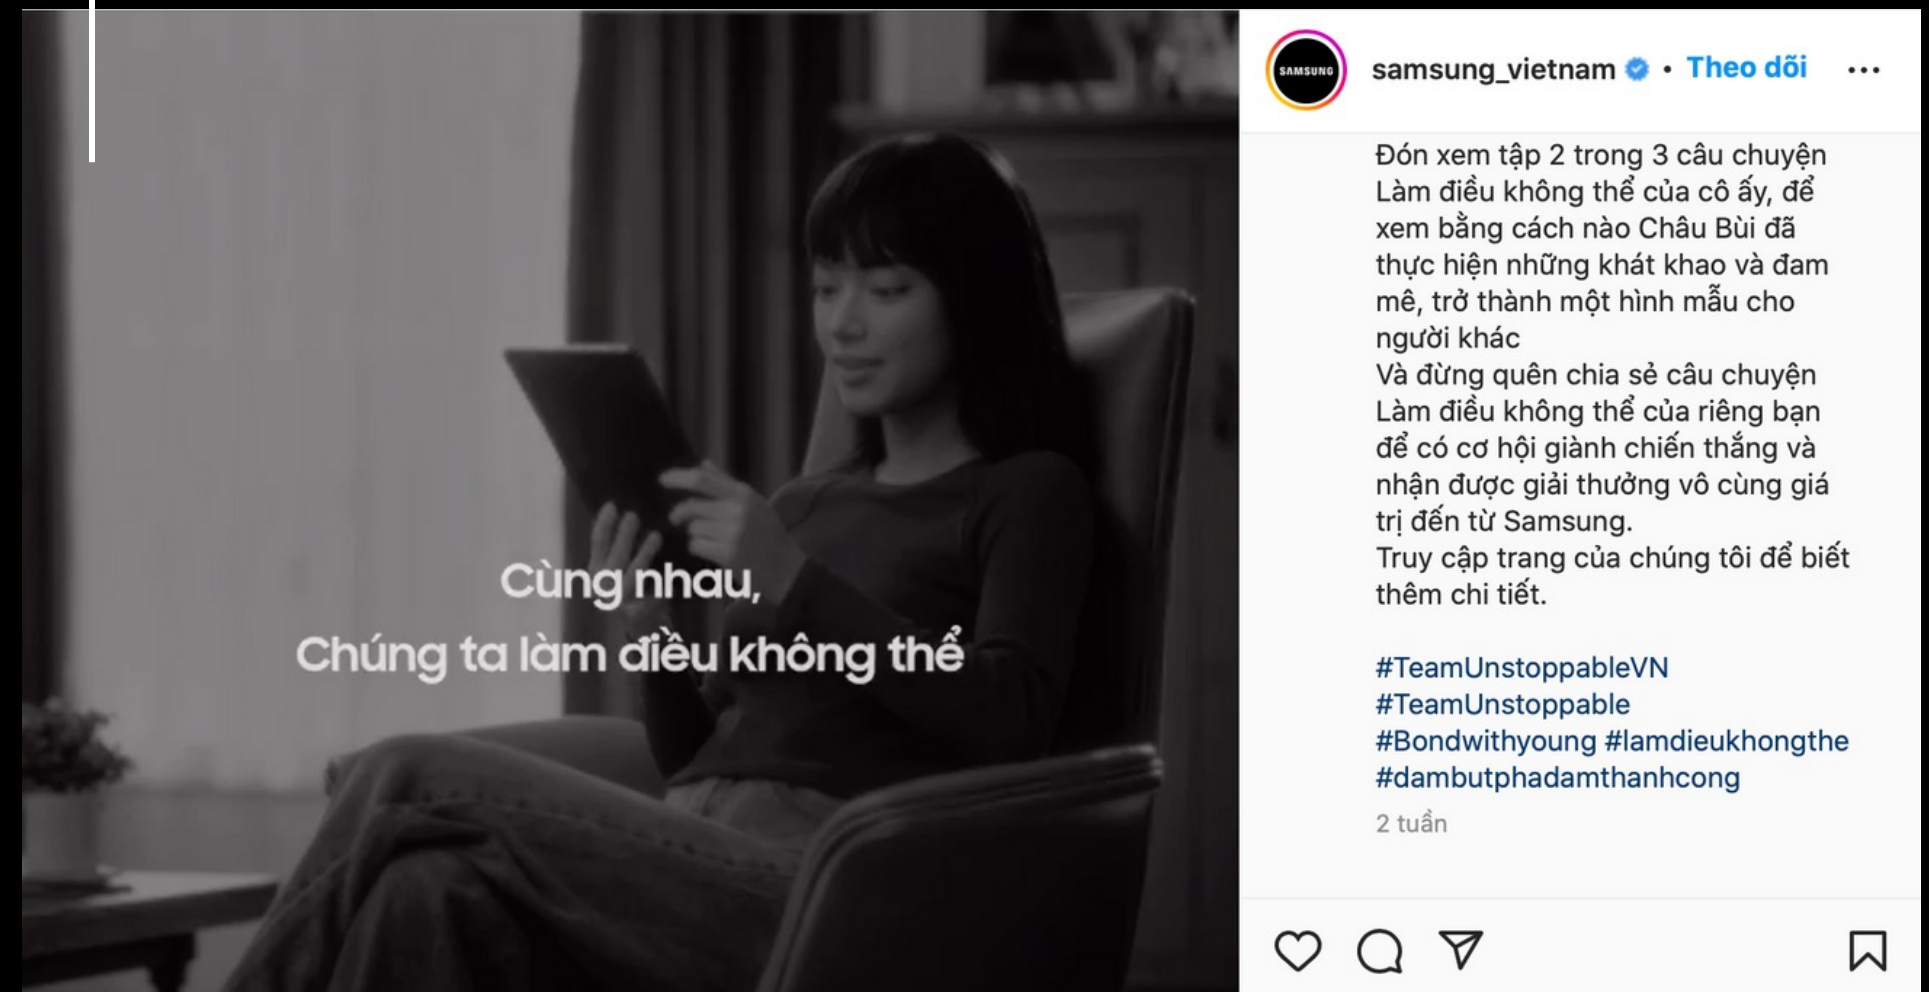 Cùng nhau,
Chúng ta làm điều không thể
SAMSUNG
samsung_vietnam • Theo dõi
Đón xem tập 2 trong 3 câu chuyện
Làm điều không thể của cô ấy, để
xem bằng cách nào Châu Bùi đã
thực hiện những khát khao và đam
mê, trở thành một hình mẫu cho
người khác
Và đừng quên chia sẻ câu chuyện
Làm điều không thể của riêng bạn
để có cơ hội giành chiến thắng và
nhận được giải thưởng vô cùng giá
trị đến từ Samsung.
Truy cập trang của chúng tôi để biết
thêm chi tiết.
#TeamUnstoppableVN
#TeamUnstoppable
#Bondwithyoung #lamdieukhongthe
#dambutphadamthanhcong
2 tuần